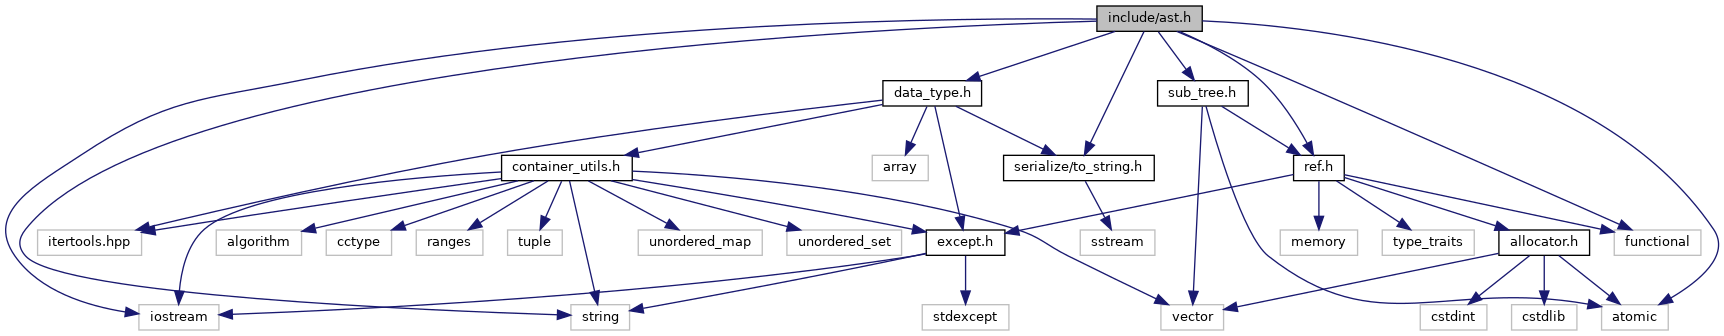 include/ast.h
data_type.h
sub_tree.h
container_utils.h
array
serialize/to_string.h
ref.h
itertools.hpp
algorithm
cctype
ranges
tuple
unordered_map
unordered_set
except.h
sstream
memory
type_traits
allocator.h
functional
iostream
string
stdexcept
vector
cstdint
cstdlib
atomic